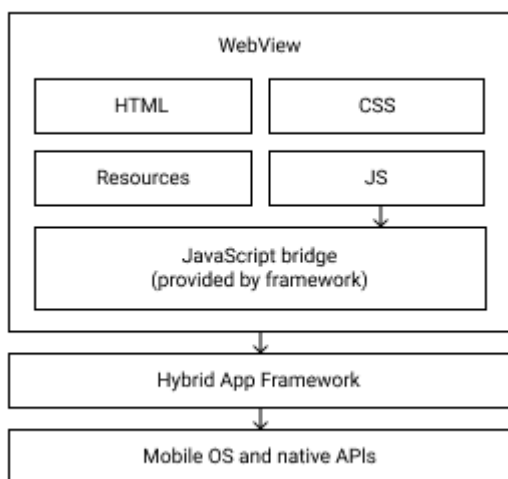 WebView
HTML
CSS
Resources
JS
JavaScript bridge
(provided by framework)
Hybrid App Framework
Mobile OS and native APIs